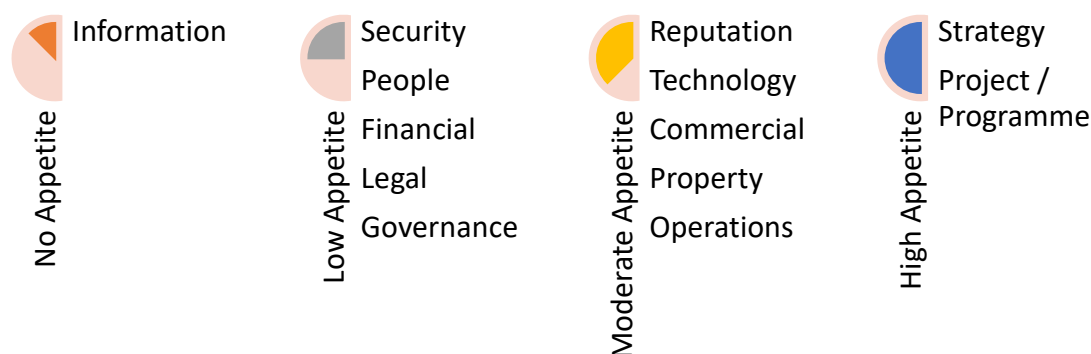 No Appetite
Information
Low Appetite
Security
People
Financial
Legal
Governance
Moderate Appetite
Reputation
Technology
Commercial
Property
Operations
High Appetite
Strategy
Project /
Programme